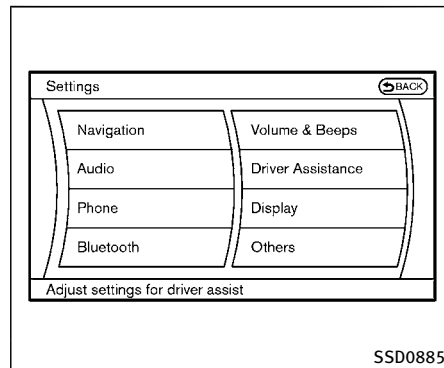 Settings
BACK
Navigation
Volume & Beeps
Audio
Driver Assistance
Phone
Display
Bluetooth
Others
Adjust settings for driver assist
SSD0885